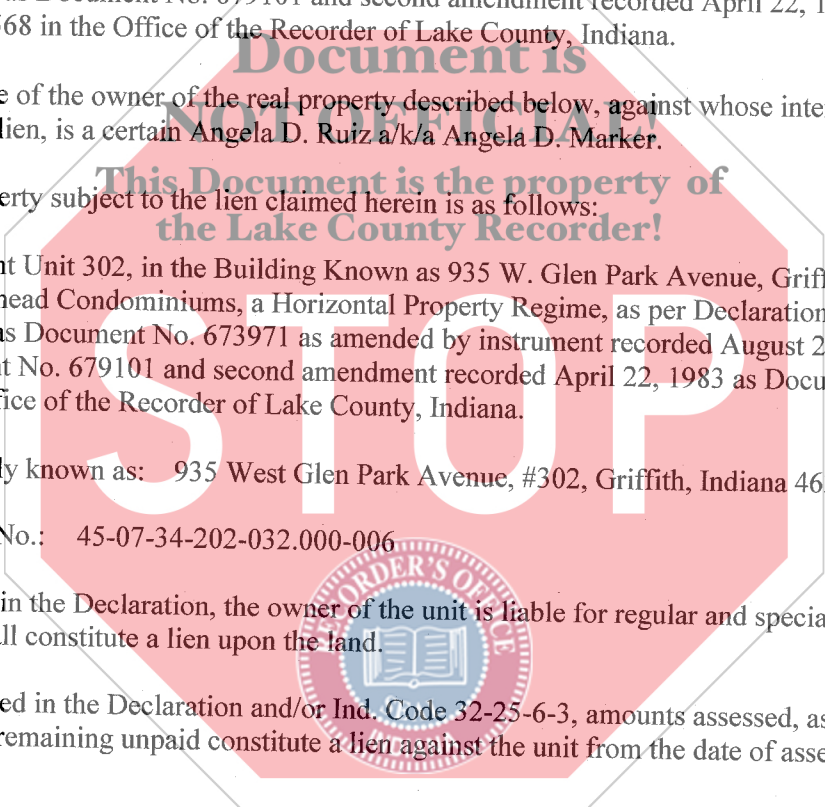 as Document No. 679101 and second amendment recorded April 22, 1
568 in the Office of the Recorder of Lake County, Indiana.
Document is
e of the owner of the real property described below, against whose inte
NOT OFFICIAL!
lien, is a certain Angela D. Ruiz a/k/a Angela D. Marker.
This Document is the property of
erty subject to the lien claimed herein is as follows:
the Lake County Recorder!
nt Unit 302, in the Building Known as 935 W. Glen Park Avenue, Griff
head Condominiums, a Horizontal Property Regime, as per Declaration
as Document No. 673971 as amended by instrument recorded August 2
t No. 679101 and second amendment recorded April 22, 1983 as Docu
fice of the Recorder of Lake County, Indiana.
STOP
ly known as: 935 West Glen Park Avenue, #302, Griffith, Indiana 46
No.: 45-07-34-202-032.000-006
RECORDER'S OFFICE
in the Declaration, the owner of the unit is liable for regular and specia
ll constitute a lien upon the land.
ed in the Declaration and/or Ind. Code 32-25-6-3, amounts assessed, as
remaining unpaid constitute a lien against the unit from the date of asse